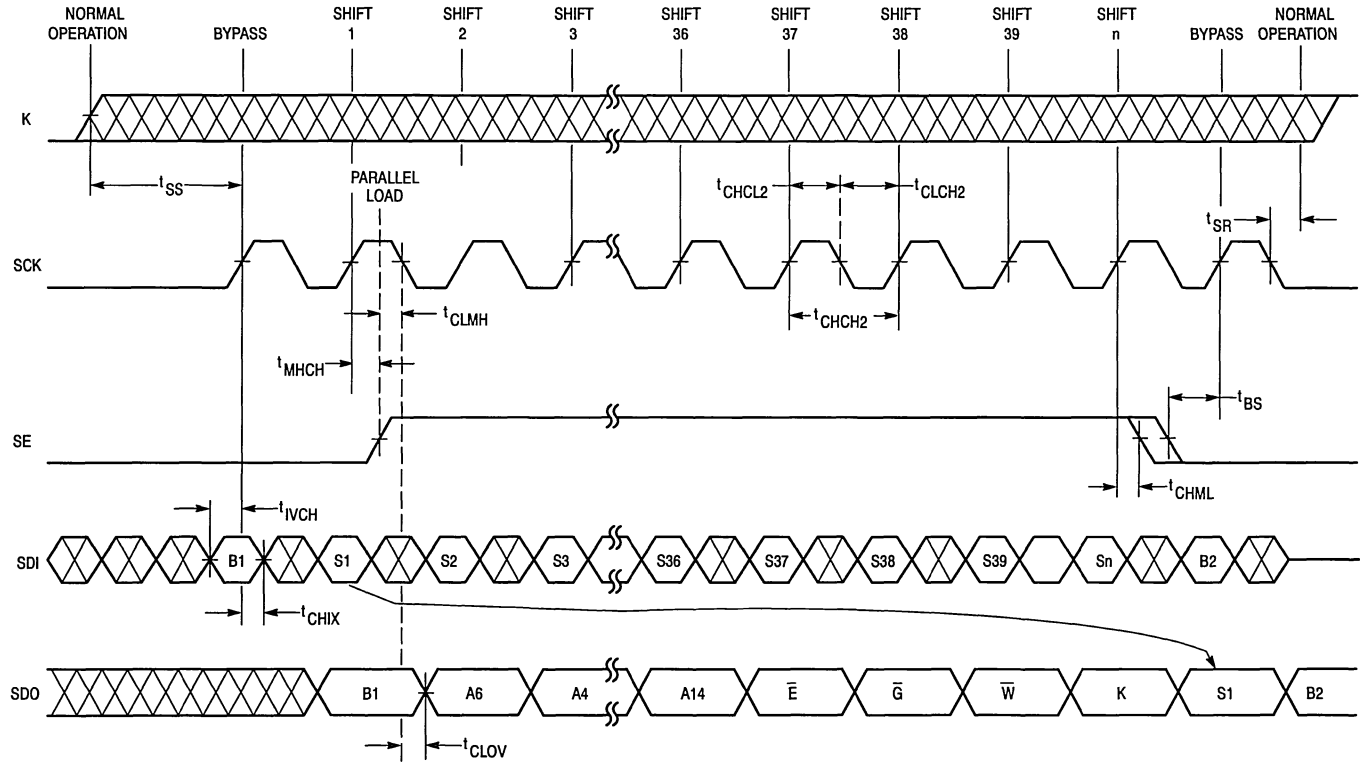 NORMAL OPERATION
BYPASS
SHIFT 1
SHIFT 2
SHIFT 3
SHIFT 36
SHIFT 37
SHIFT 38
SHIFT 39
SHIFT n
BYPASS
NORMAL OPERATION
K
tSS
PARALLEL LOAD
tCHCL2
tCLCH2
tSR
SCK
tCLMH
tCHCH2
tMHCH
tBS
SE
tCHML
tIVCH
SDI B1 S1 S2 S3 S36 S37 S38 S39 Sn B2
tCHIX
SDO B1 A6 A4 A14 E̅ G̅ W̅ K S1 B2
tCLOV